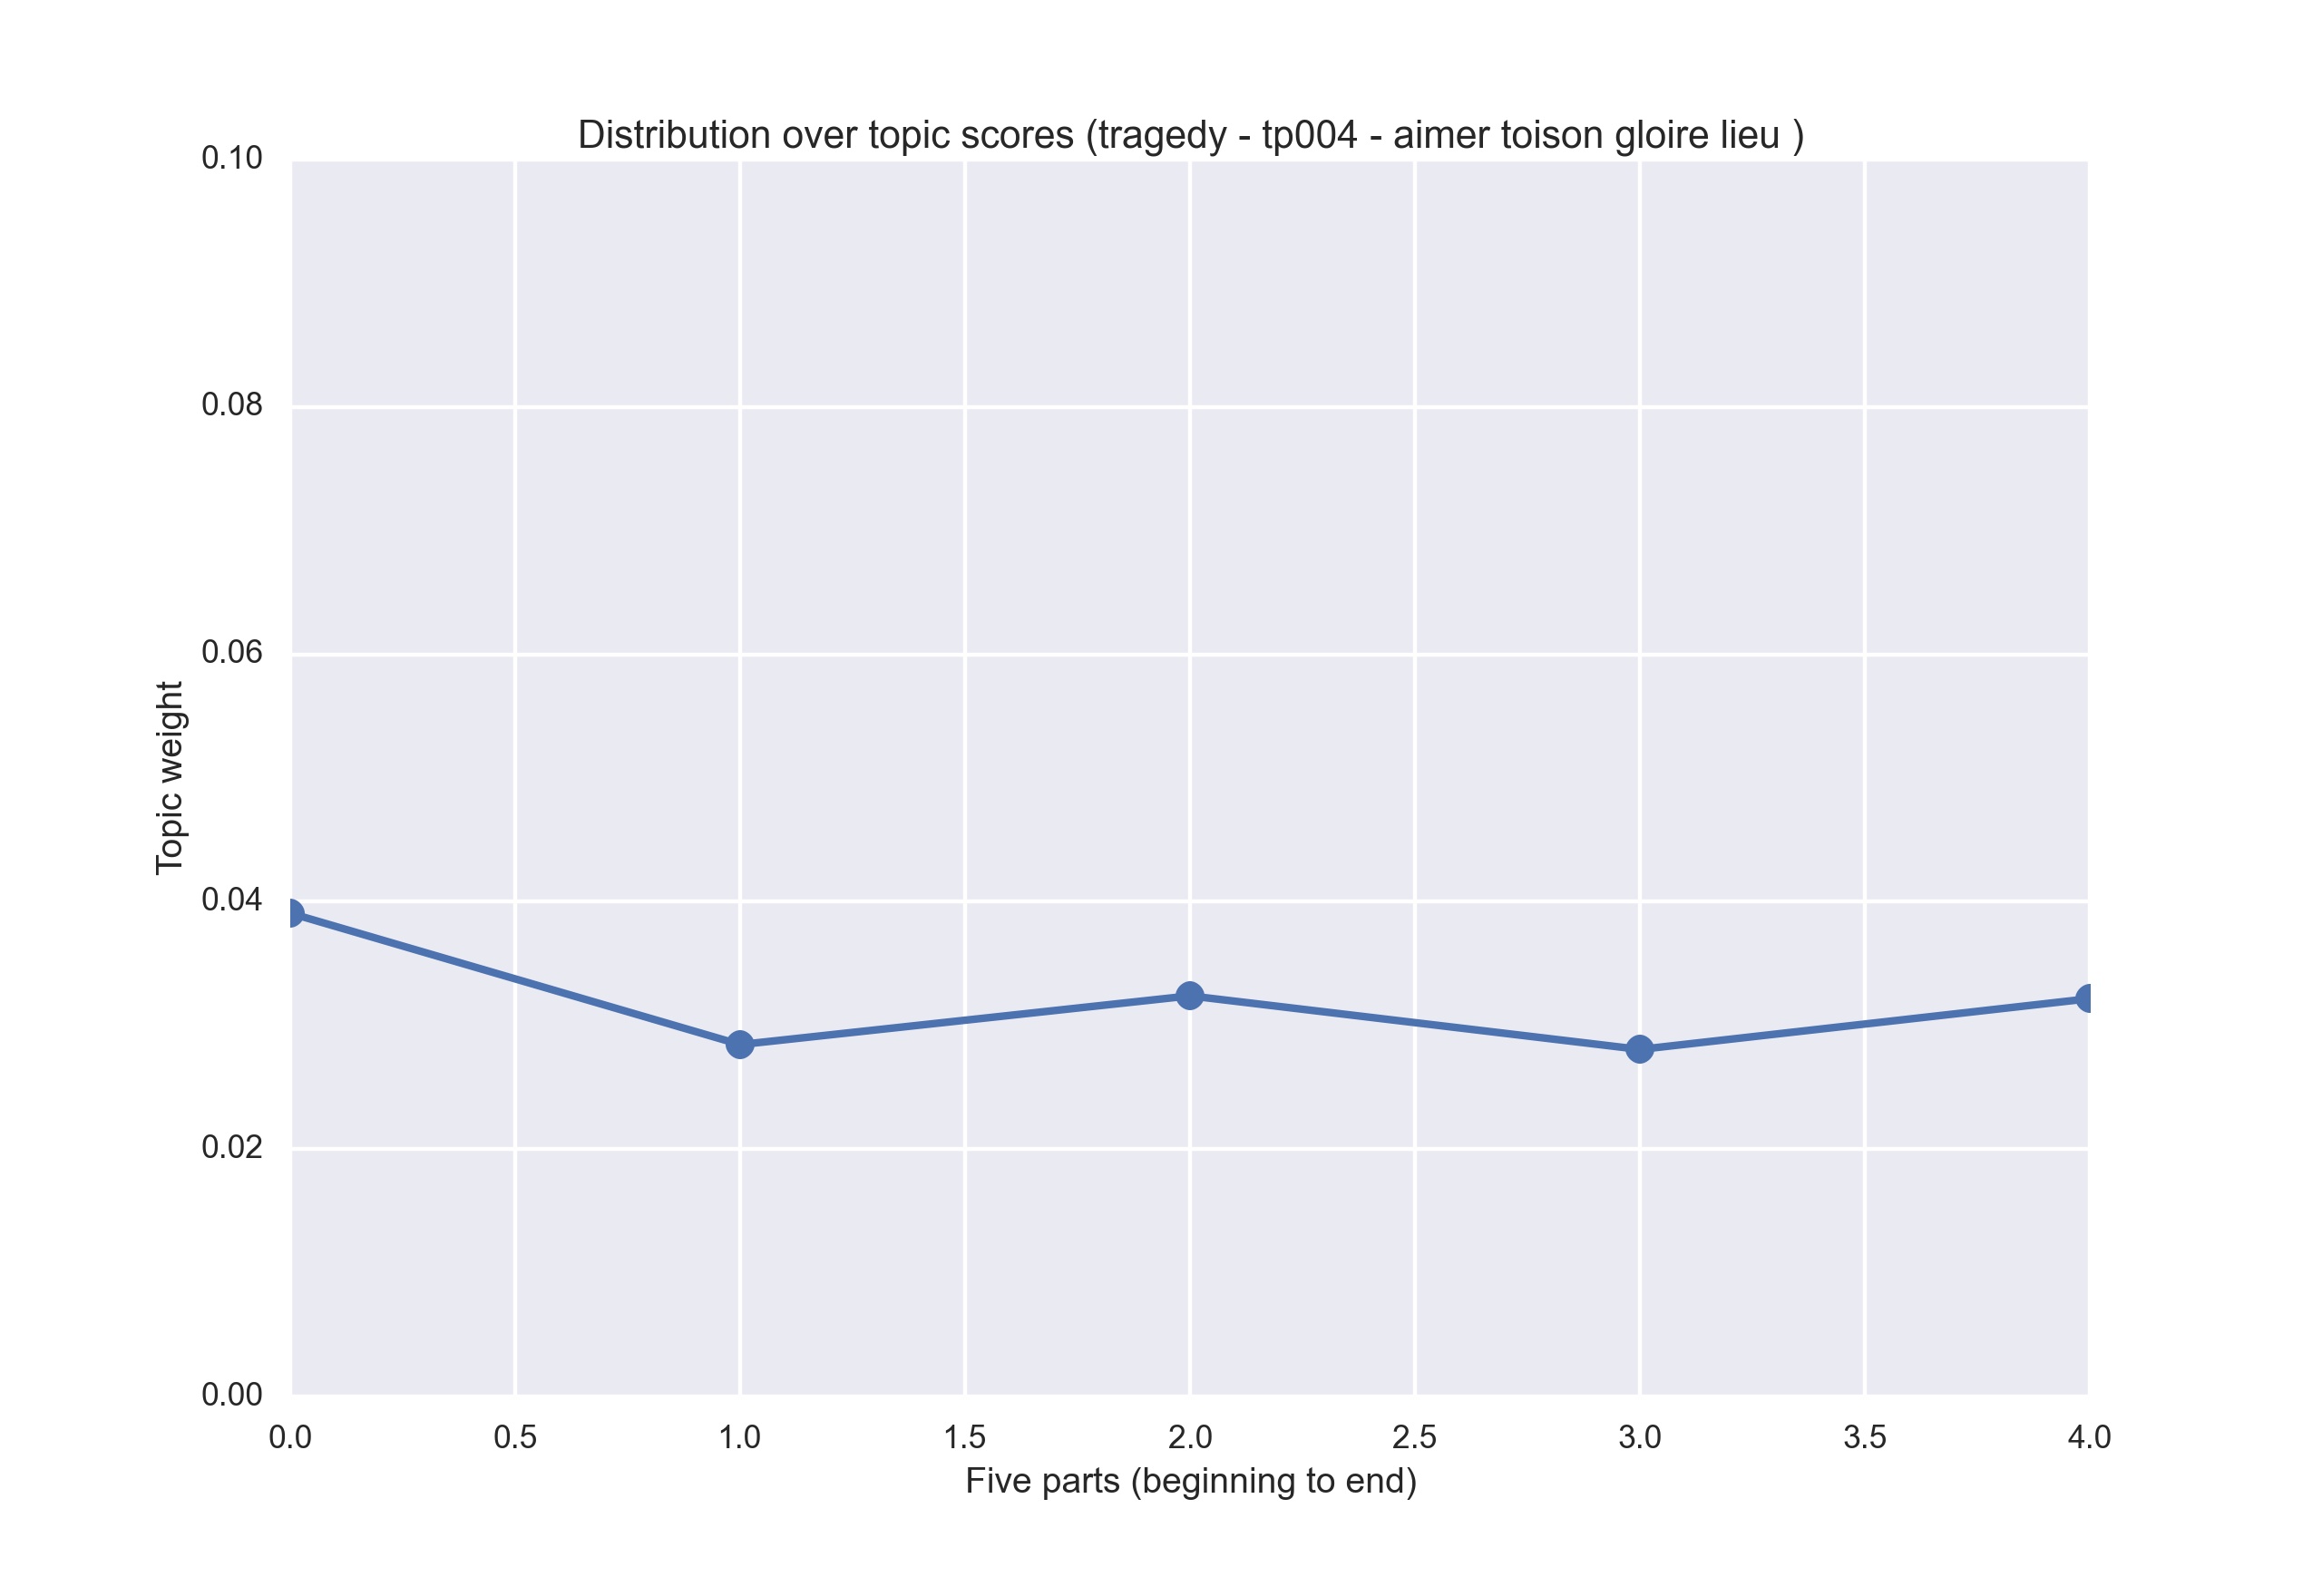 Distribution over topic scores (tragedy - tp004 - aimer toison gloire lieu )
0.10
0.08
0.06
0.04
0.02
0.00
Topic weight
0.0 0.5 1.0 1.5 2.0 2.5 3.0 3.5 4.0
Five parts (beginning to end)